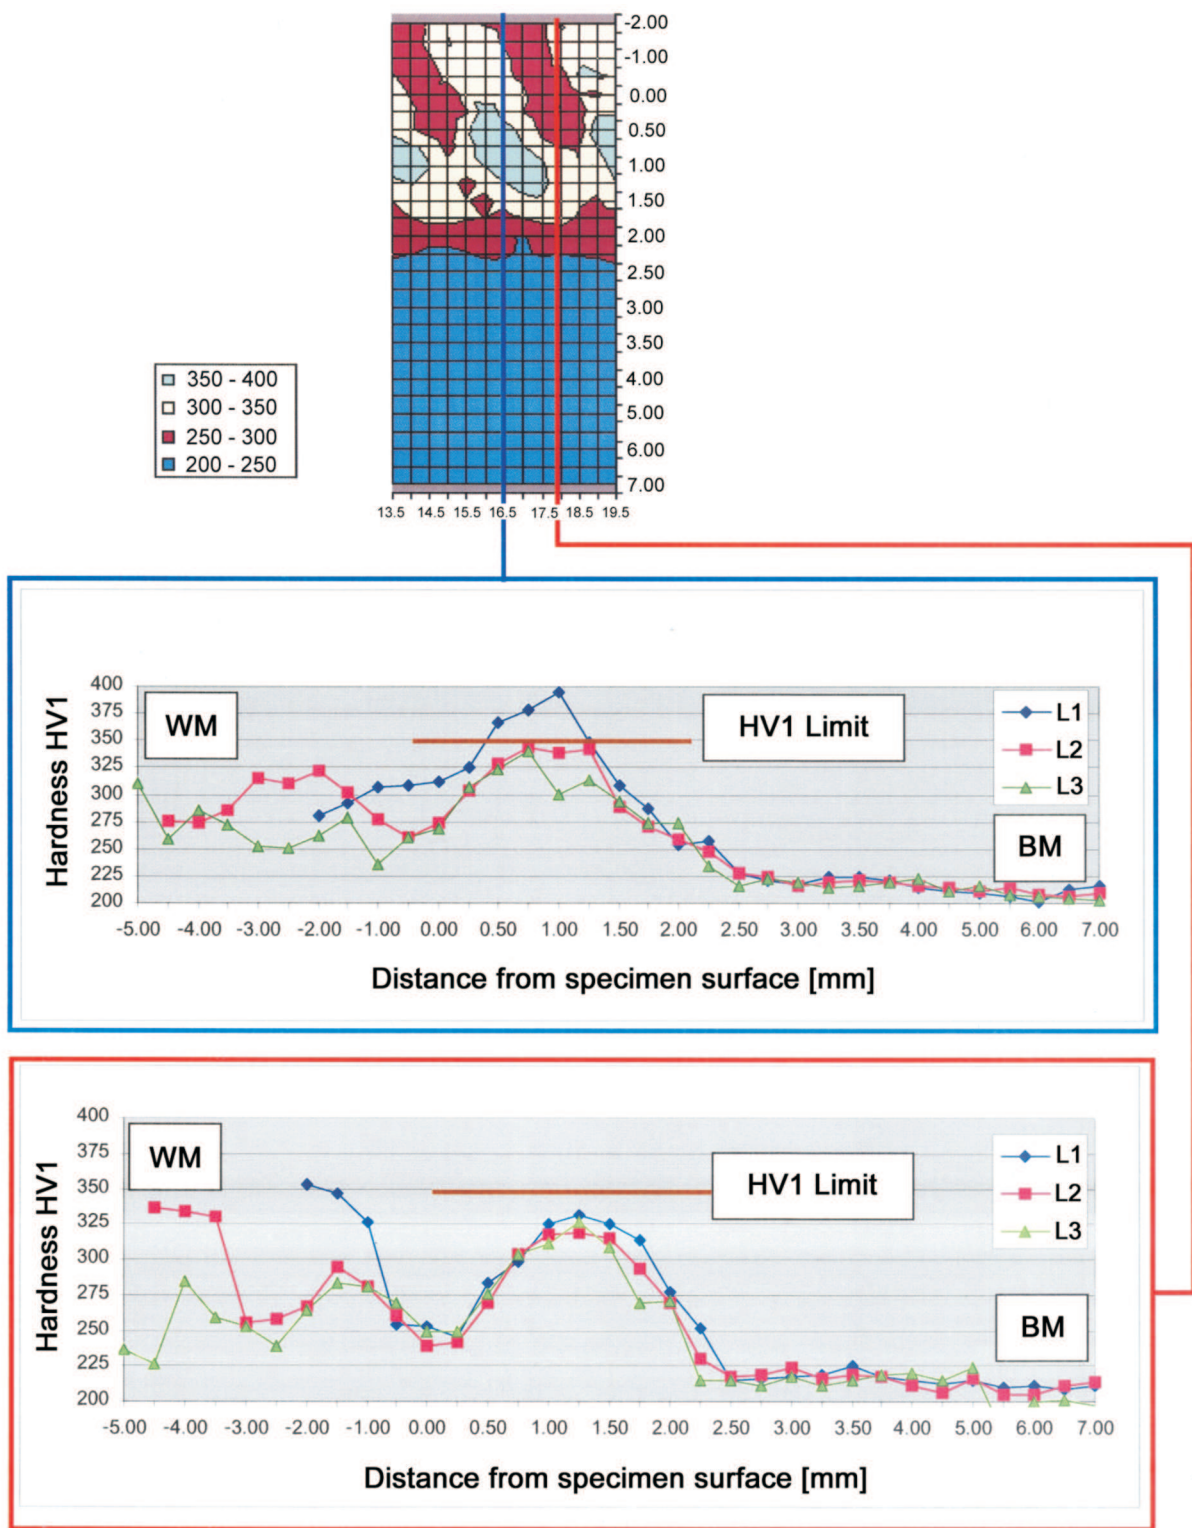 -2.00
-1.00
0.00
0.50
1.00
1.50
2.00
2.50
3.00
3.50
4.00
5.00
6.00
7.00
350 - 400
300 - 350
250 - 300
200 - 250
13.5 14.5 15.5 16.5 17.5 18.5 19.5
Hardness HV1
400
375
350
325
300
275
250
225
200
WM
HV1 Limit
L1
L2
L3
BM
-5.00 -4.00 -3.00 -2.00 -1.00 0.00 0.50 1.00 1.50 2.00 2.50 3.00 3.50 4.00 5.00 6.00 7.00
Distance from specimen surface [mm]
Hardness HV1
400
375
350
325
300
275
250
225
200
WM
HV1 Limit
L1
L2
L3
BM
-5.00 -4.00 -3.00 -2.00 -1.00 0.00 0.50 1.00 1.50 2.00 2.50 3.00 3.50 4.00 5.00 6.00 7.00
Distance from specimen surface [mm]